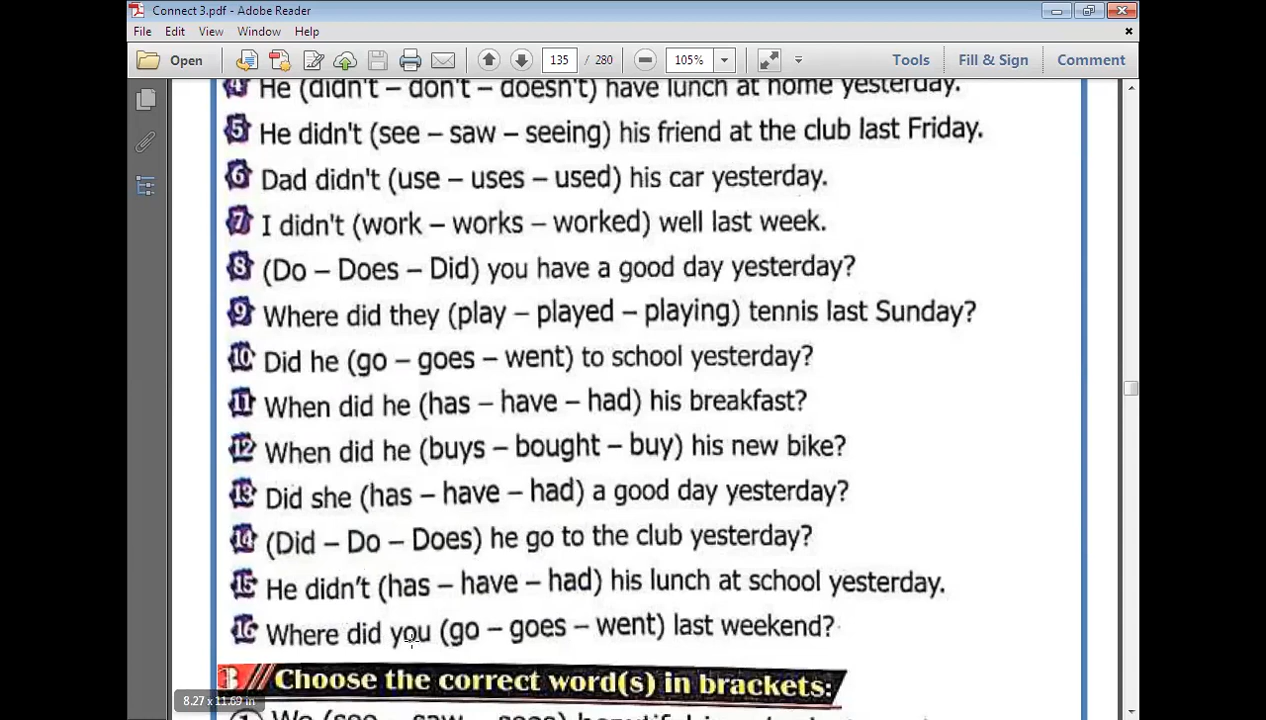 Connect 3.pdf - Adobe Reader
File Edit View Window Help
Open 135 / 280 105% Tools Fill & Sign Comment
4 He (didn't – don't – doesn't) have lunch at home yesterday.
5 He didn't (see – saw – seeing) his friend at the club last Friday.
6 Dad didn't (use – uses – used) his car yesterday.
7 I didn't (work – works – worked) well last week.
8 (Do – Does – Did) you have a good day yesterday?
9 Where did they (play – played – playing) tennis last Sunday?
10 Did he (go – goes – went) to school yesterday?
11 When did he (has – have – had) his breakfast?
12 When did he (buys – bought – buy) his new bike?
13 Did she (has – have – had) a good day yesterday?
14 (Did – Do – Does) he go to the club yesterday?
15 He didn't (has – have – had) his lunch at school yesterday.
16 Where did you (go – goes – went) last weekend?
3 // Choose the correct word(s) in brackets:
8.27 x 11.69 in
1 We (see – saw – sees)